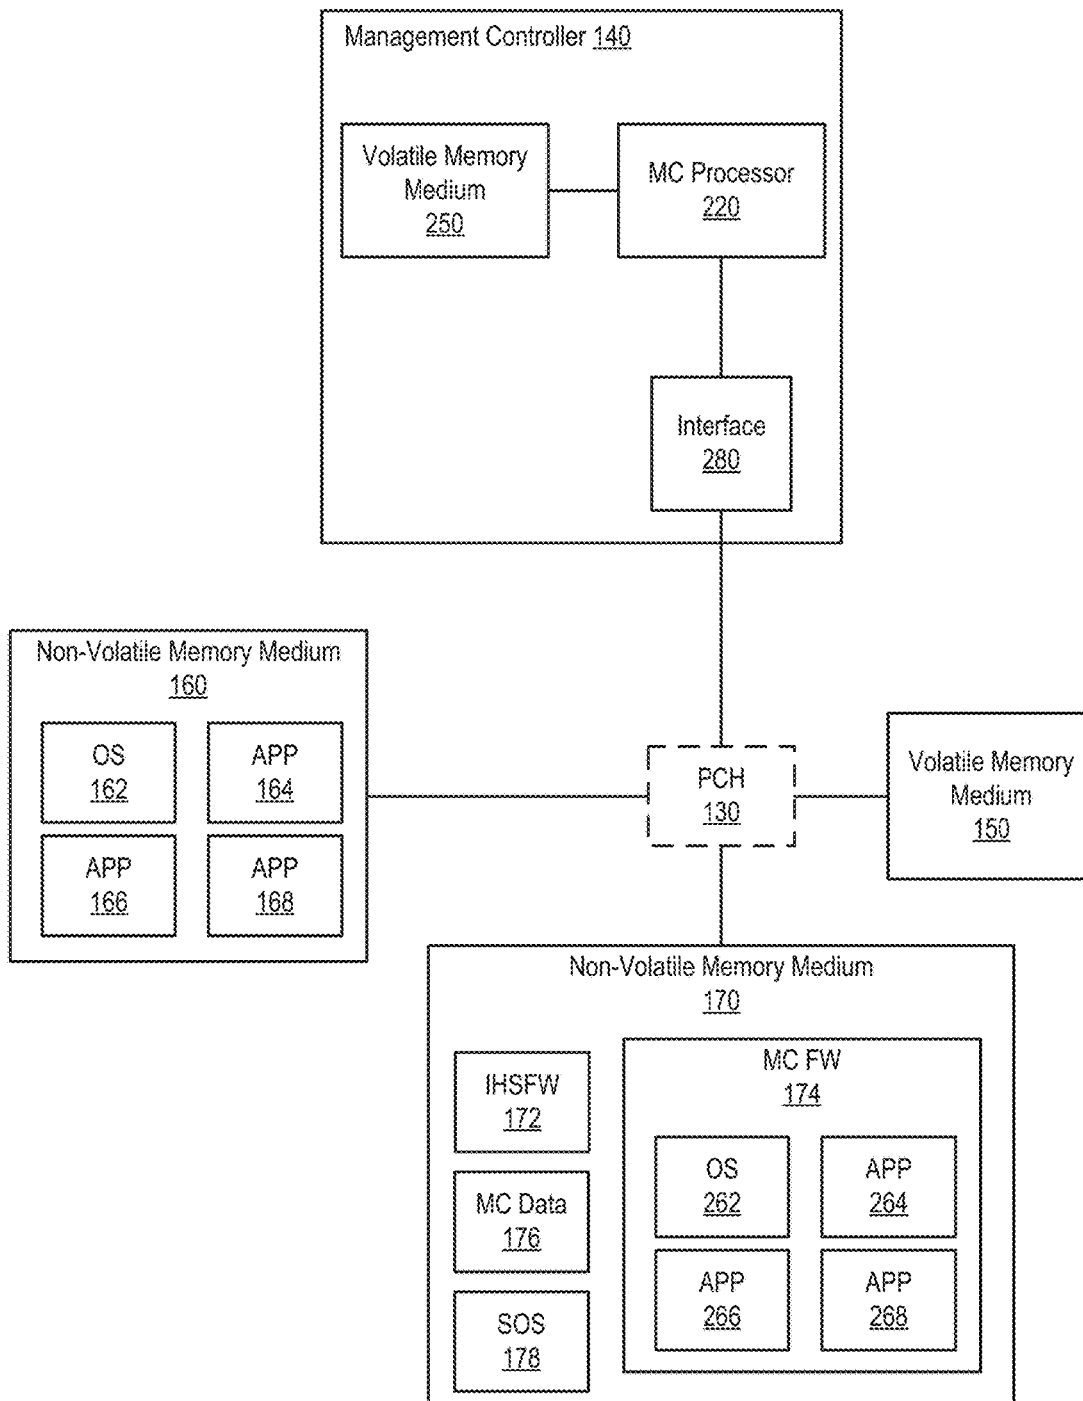 Management Controller 140
Volatile Memory
Medium
250
MC Processor
220
Interface
280
Non-Volatile Memory Medium
160
OS
162
APP
164
APP
166
APP
168
PCH
130
Volatile Memory
Medium
150
Non-Volatile Memory Medium
170
IHSFW
172
MC Data
176
SOS
178
MC FW
174
OS
262
APP
264
APP
266
APP
268